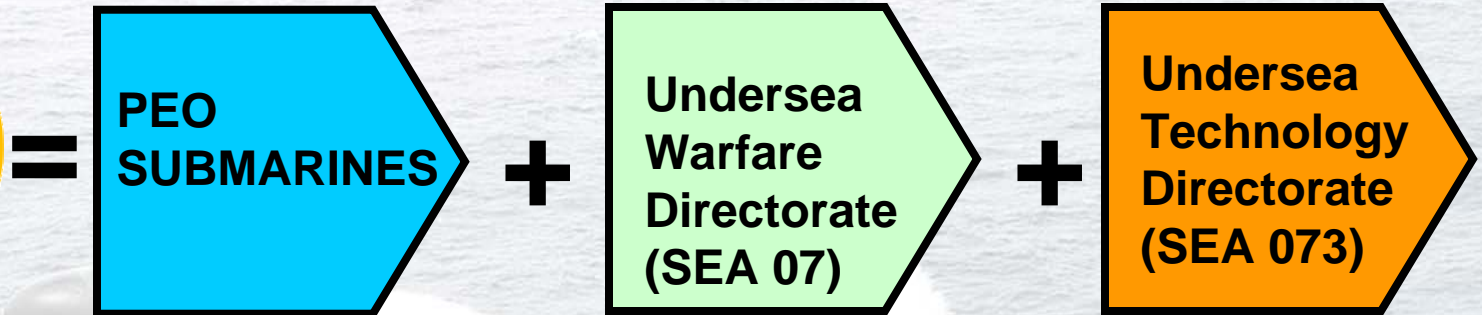 =
PEO
SUBMARINES
+
Undersea
Warfare
Directorate
(SEA 07)
+
Undersea
Technology
Directorate
(SEA 073)